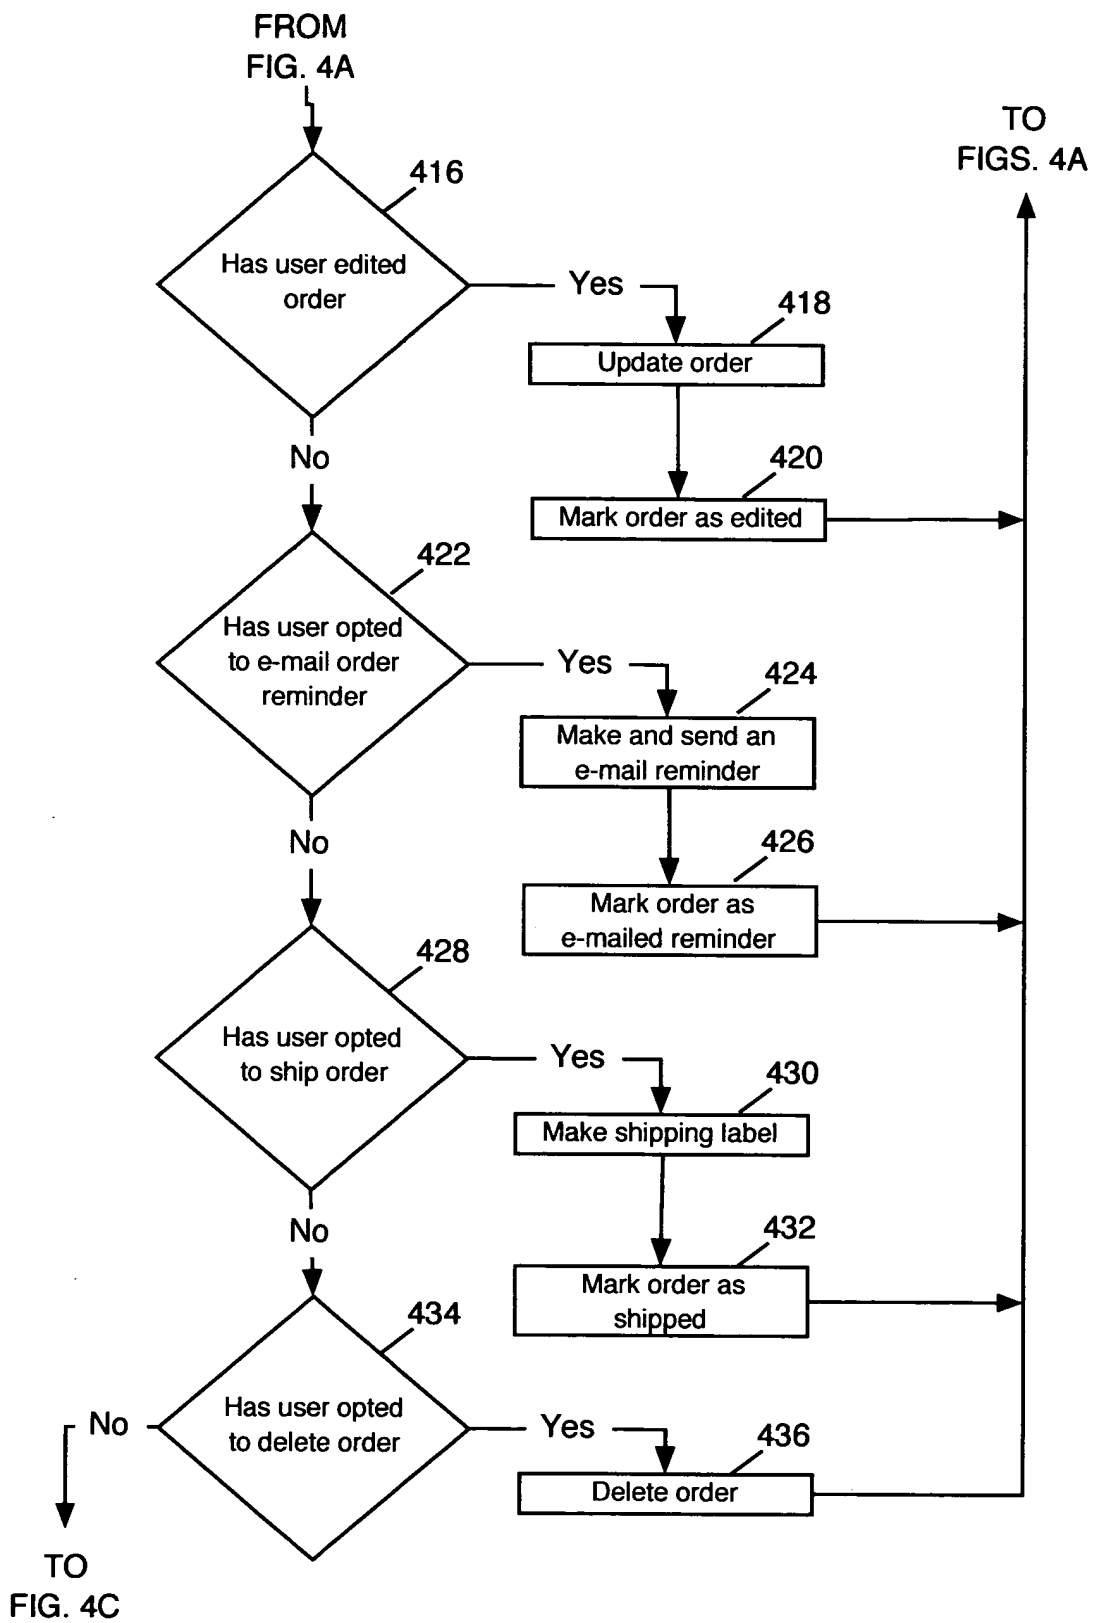 FROM
FIG. 4A
TO
FIGS. 4A
416
Has user edited
order
Yes
418
Update order
No
420
Mark order as edited
422
Has user opted
to e-mail order
reminder
Yes
424
Make and send an
e-mail reminder
No
426
Mark order as
e-mailed reminder
428
Has user opted
to ship order
Yes
430
Make shipping label
No
432
Mark order as
shipped
434
Has user opted
to delete order
No
Yes
436
Delete order
TO
FIG. 4C